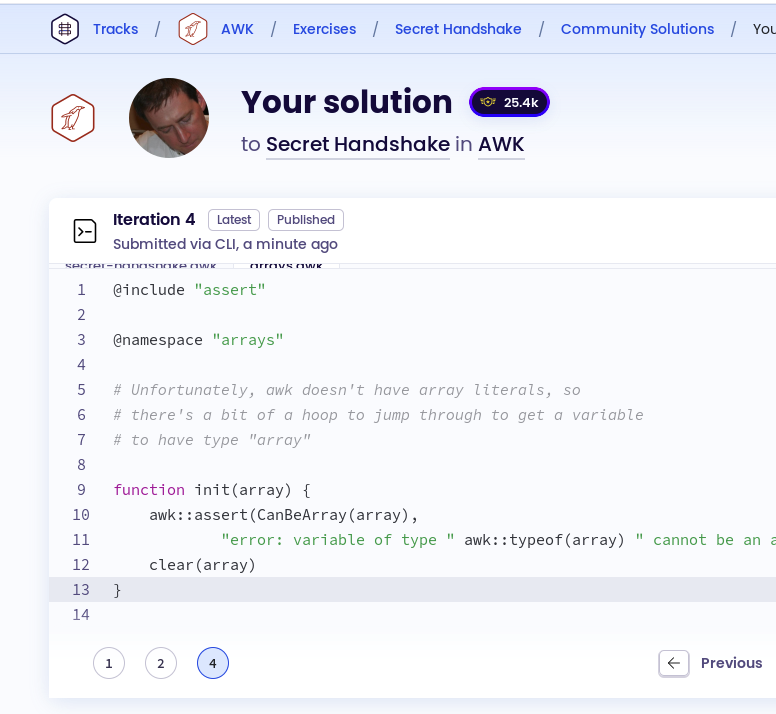 Tracks / AWK / Exercises / Secret Handshake / Community Solutions / You
Your solution 25.4k
to Secret Handshake in AWK
Iteration 4 Latest Published
Submitted via CLI, a minute ago
secret-handshake.awk arrays.awk
1 @include "assert"
2
3 @namespace "arrays"
4
5 # Unfortunately, awk doesn't have array literals, so
6 # there's a bit of a hoop to jump through to get a variable
7 # to have type "array"
8
9 function init(array) {
10 awk::assert(CanBeArray(array),
11 "error: variable of type " awk::typeof(array) " cannot be an a
12 clear(array)
13 }
14
1 2 4 Previous